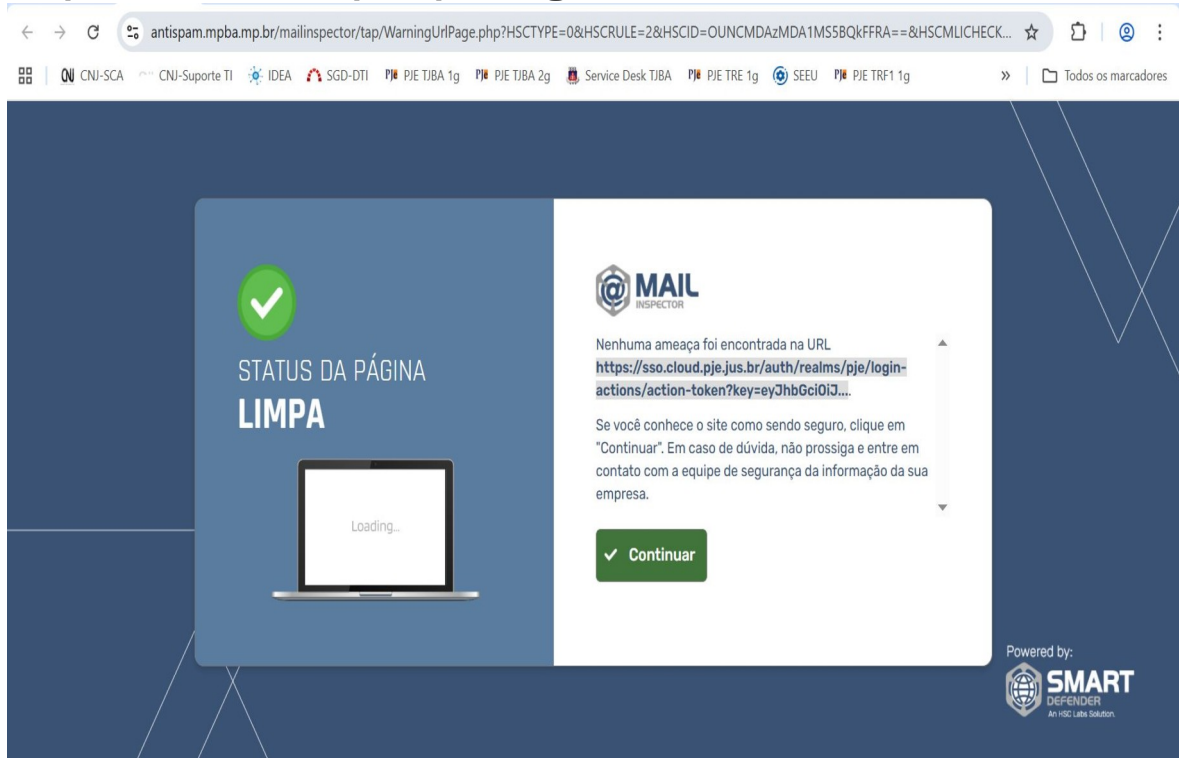 antispam.mpba.mp.br/mailinspector/tap/WarningUrlPage.php?HSCTYPE=0&HSCRULE=2&HSCID=OUNCMDAzMDA1MS5BQkFFRA==&HSCMLICHECK...
CNJ-SCA CNJ-Suporte TI IDEA SGD-DTI PJe PJE TJBA 1g PJe PJE TJBA 2g Service Desk TJBA PJe PJE TRE 1g SEEU PJe PJE TRF1 1g » Todos os marcadores
STATUS DA PÁGINA
LIMPA
Loading...
@ MAIL
INSPECTOR
Nenhuma ameaça foi encontrada na URL
https://sso.cloud.pje.jus.br/auth/realms/pje/login-
actions/action-token?key=eyJhbGciOiJ....
Se você conhece o site como sendo seguro, clique em
"Continuar". Em caso de dúvida, não prossiga e entre em
contato com a equipe de segurança da informação da sua
empresa.
Continuar
Powered by:
SMART
DEFENDER
An HSC Labs Solution.